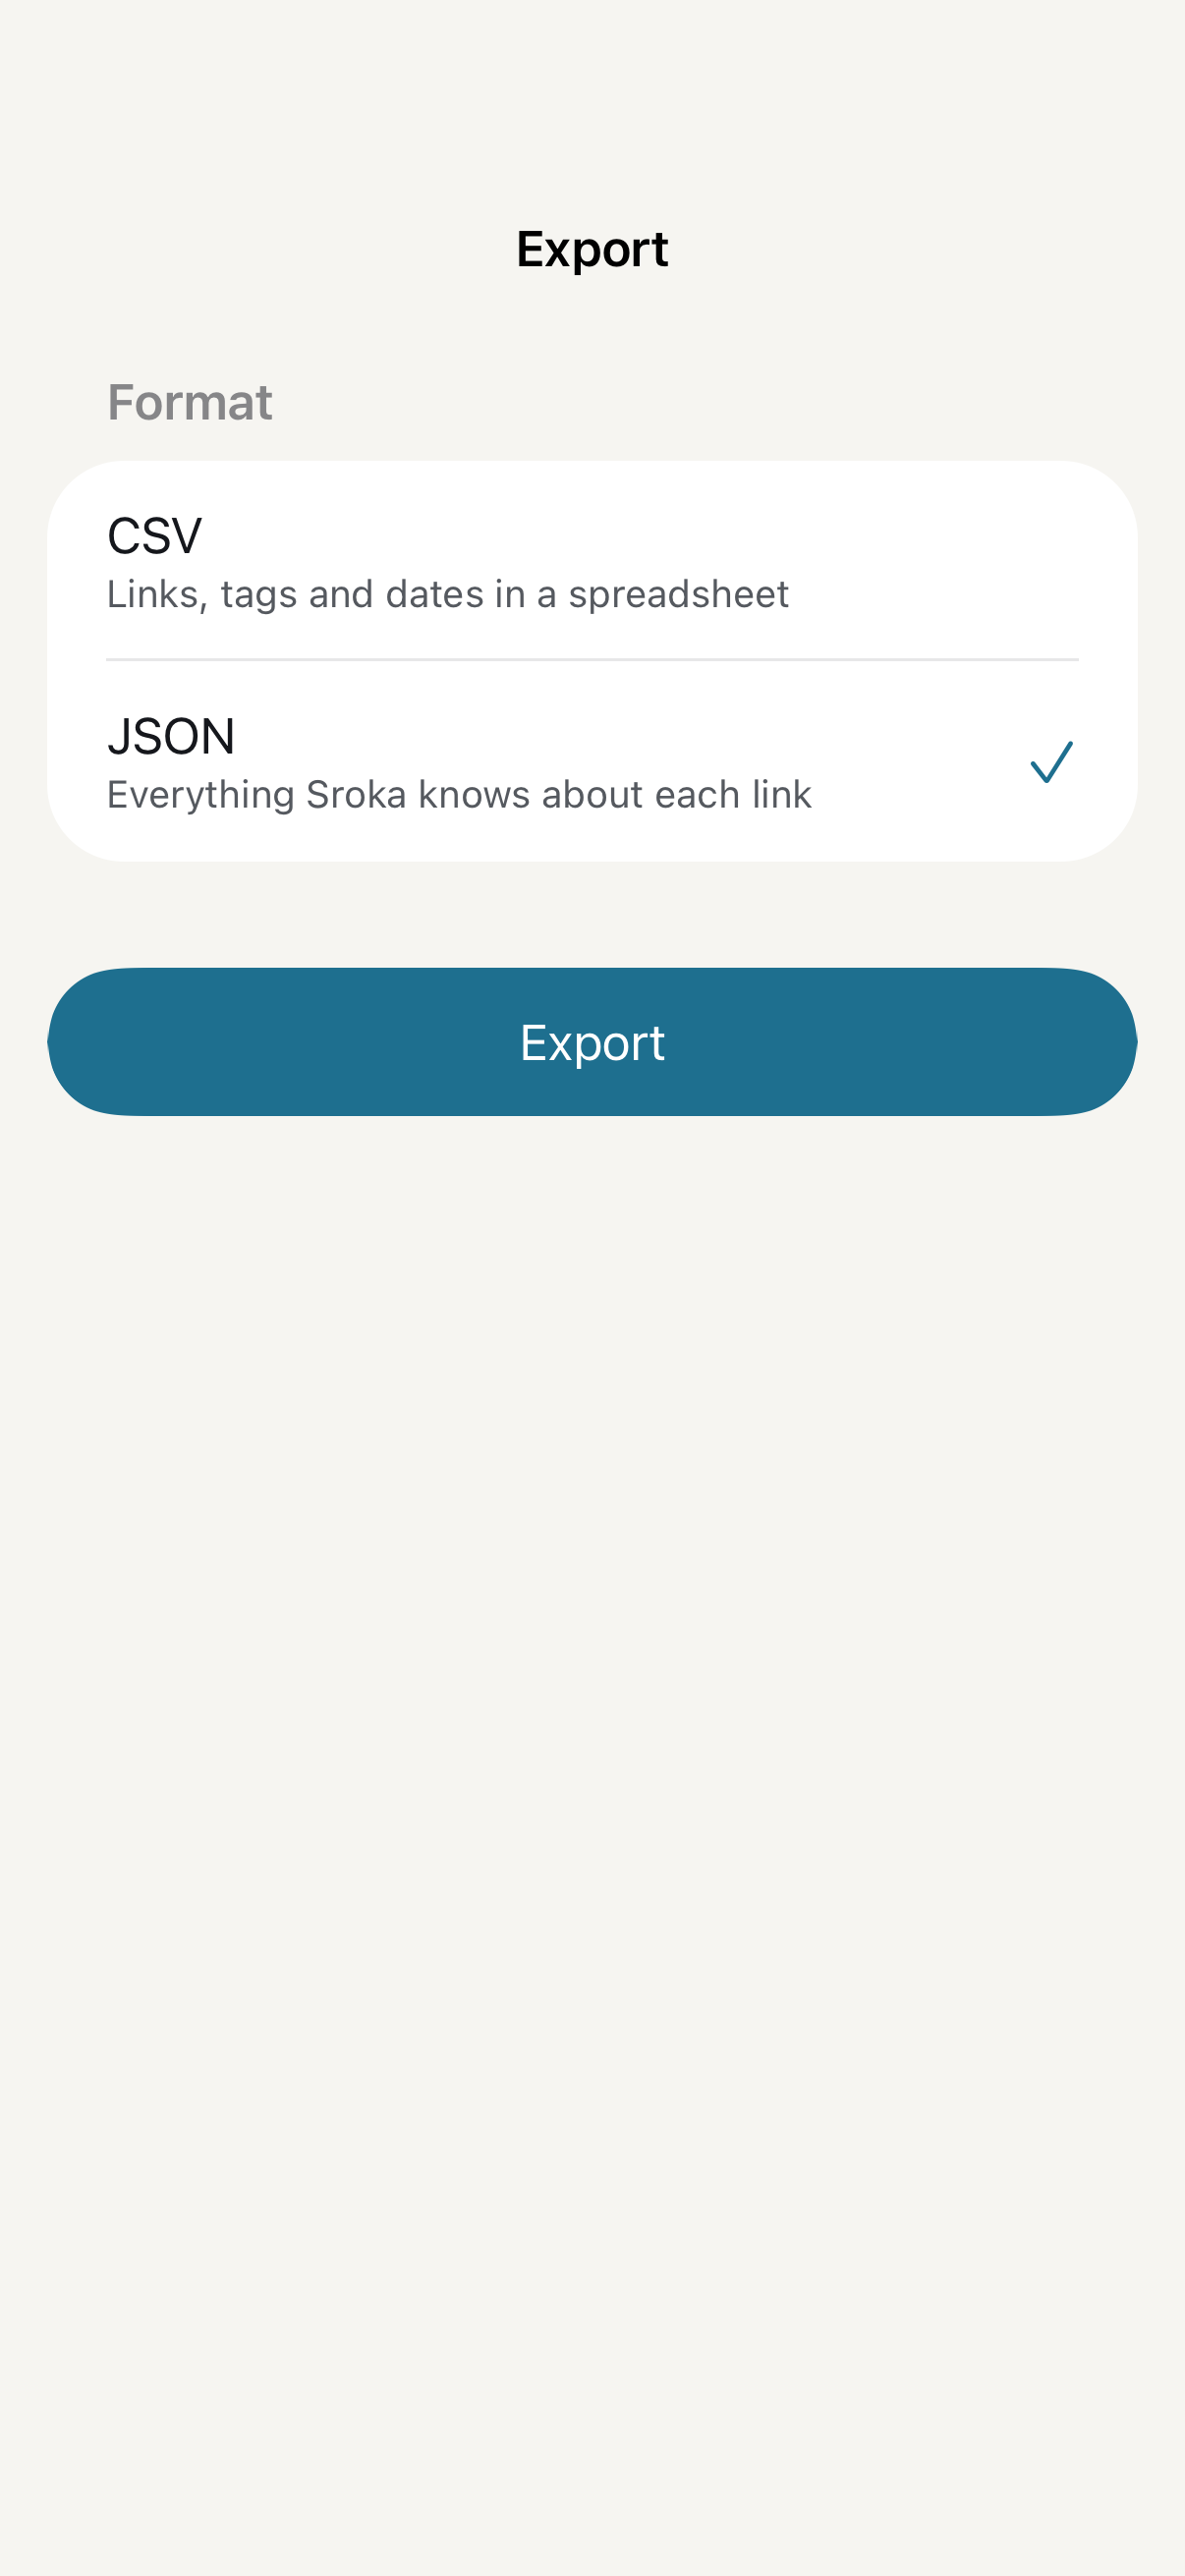 Export
Format
CSV
Links, tags and dates in a spreadsheet
JSON
Everything Sroka knows about each link
Export